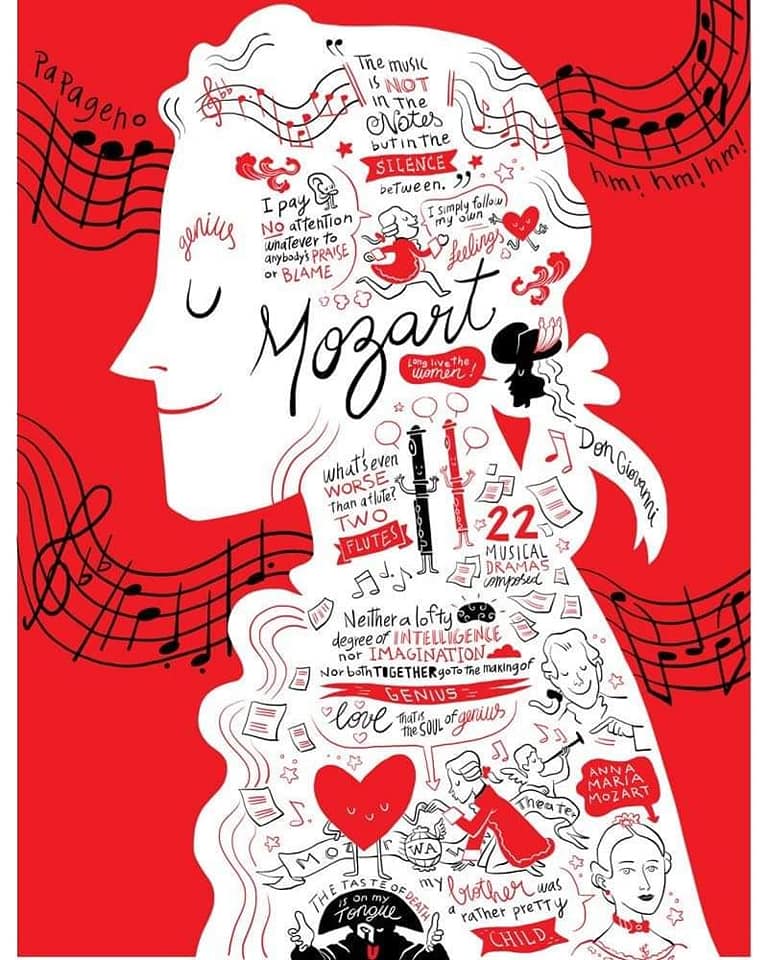 Papageno
"The music
is NOT
in the
Notes
but in the
SILENCE
between."
hm! hm! hm!
genius
I pay
NO attention
whatever to
anybody's PRAISE
or BLAME
I simply follow
my own
feelings
Mozart
Long live the
women!
Don Giovanni
what's even
WORSE
than a flute?
TWO
FLUTES
22
MUSICAL
DRAMAS
composed
Neither a lofty
degree of INTELLIGENCE
nor IMAGINATION
Nor both TOGETHER go to the making of
GENIUS
love that is
the SOUL of genius
Theater
ANNA
MARIA
MOZART
WA
THE TASTE OF DEATH
is on my
Tongue
my brother was
a rather pretty
CHILD